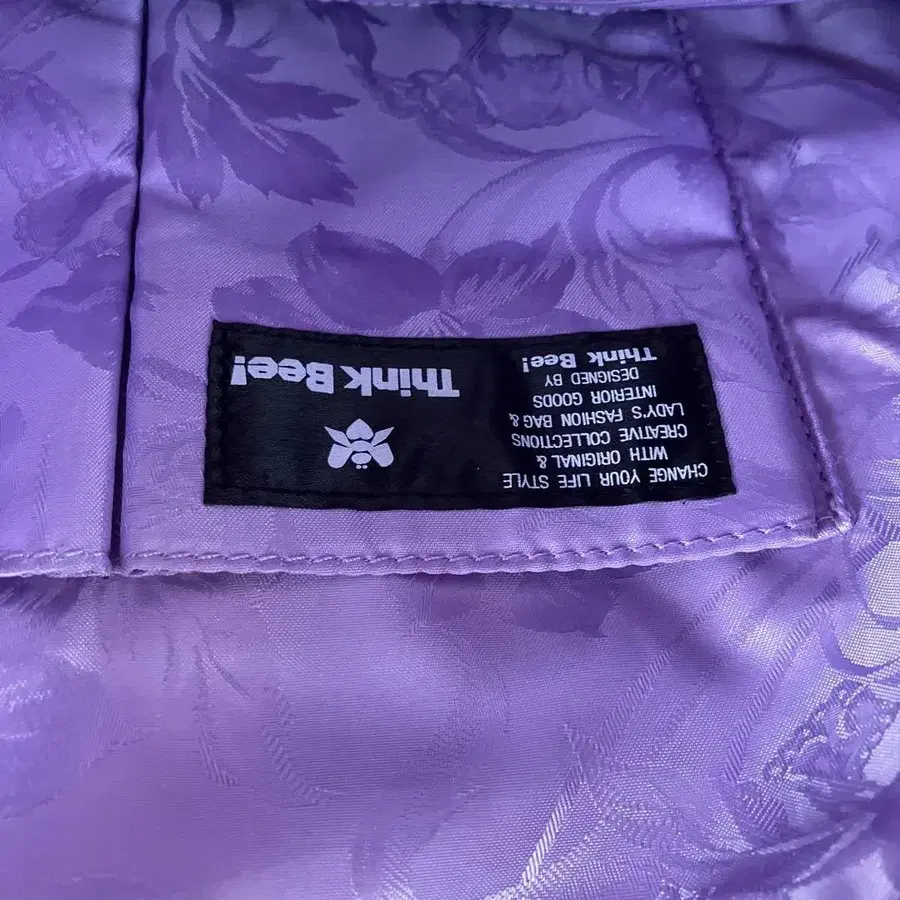 Think Bee!
CHANGE YOUR LIFE STYLE
WITH ORIGINAL &
CREATIVE COLLECTIONS
LADY'S FASHION BAG &
INTERIOR GOODS
DESIGNED BY
Think Bee!